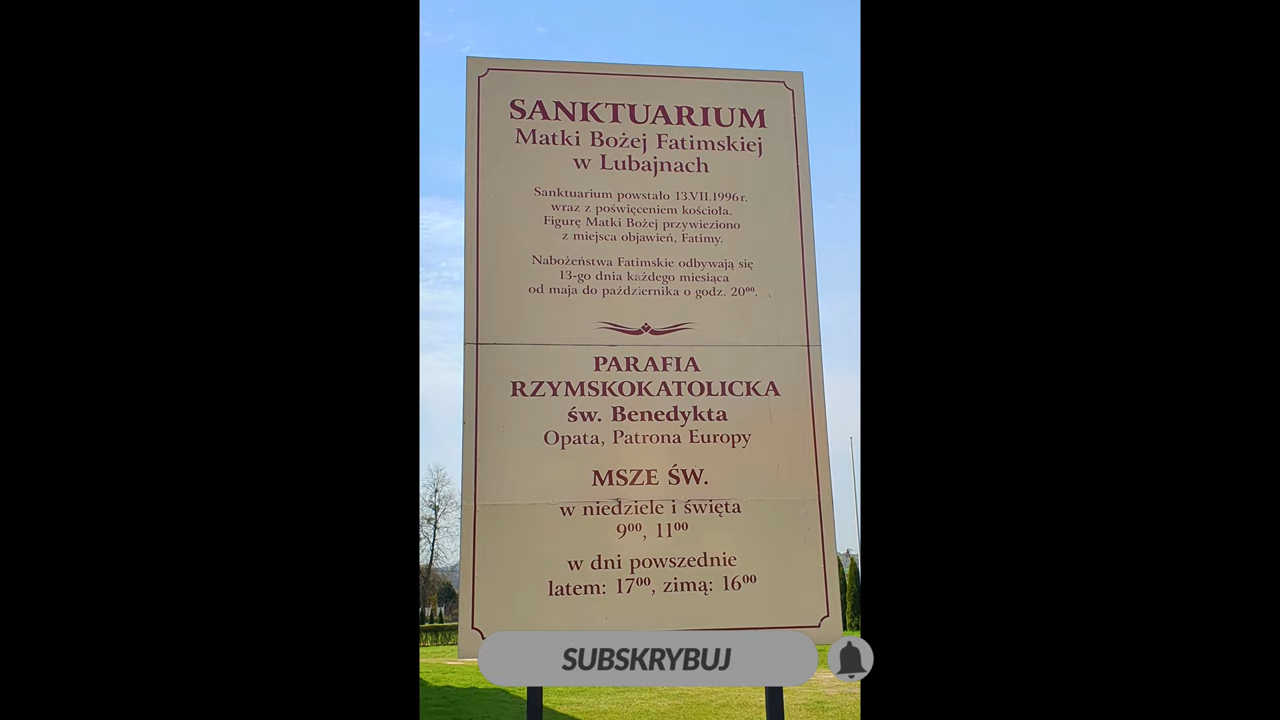 SANKTUARIUM
Matki Bożej Fatimskiej
w Lubajnach
Sanktuarium powstało 13.VII.1996r.
wraz z poświęceniem kościoła.
Figurę Matki Bożej przywieziono
z miejsca objawień, Fatimy.
Nabożeństwa Fatimskie odbywają się
13-go dnia każdego miesiąca
od maja do października o godz. 20⁰⁰.
PARAFIA
RZYMSKOKATOLICKA
św. Benedykta
Opata, Patrona Europy
MSZE ŚW.
w niedziele i święta
9⁰⁰, 11⁰⁰
w dni powszednie
latem: 17⁰⁰, zimą: 16⁰⁰
SUBSKRYBUJ